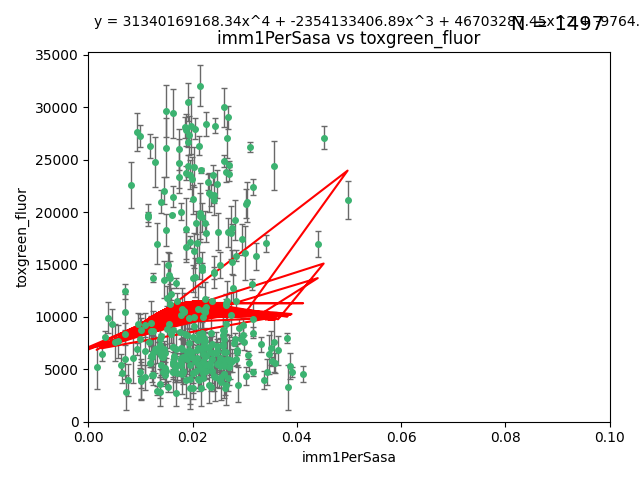 y = 31340169168.34x^4 + -2354133406.89x^3 +
N = 1497
imm1PerSasa vs toxgreen_fluor
35000
30000
25000
20000
15000
10000
5000
0
toxgreen_fluor
0.00 0.02 0.04 0.06 0.08 0.10
imm1PerSasa